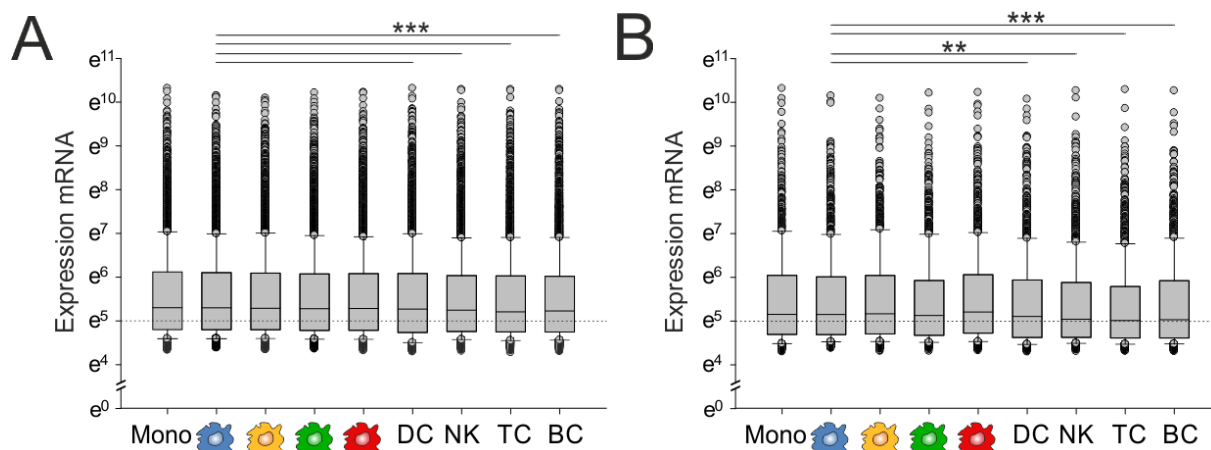 A
***
Expression mRNA
e¹¹
e¹⁰
e⁹
e⁸
e⁷
e⁶
e⁵
e⁴
e⁰
Mono DC NK TC BC
B
***
**
Expression mRNA
e¹¹
e¹⁰
e⁹
e⁸
e⁷
e⁶
e⁵
e⁴
e⁰
Mono DC NK TC BC